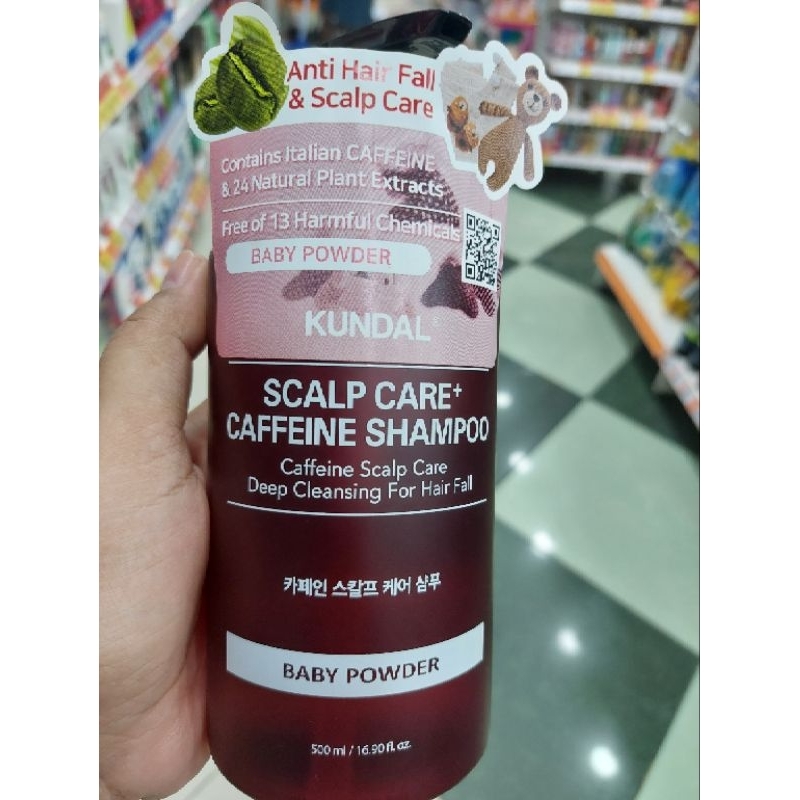 Anti Hair Fall
& Scalp Care
Contains Italian CAFFEINE
& 24 Natural Plant Extracts
Free of 13 Harmful Chemicals
BABY POWDER
KUNDAL
SCALP CARE+
CAFFEINE SHAMPOO
Caffeine Scalp Care
Deep Cleansing For Hair Fall
카페인 스칼프 케어 샴푸
BABY POWDER
500 ml / 16.90 fl. oz.